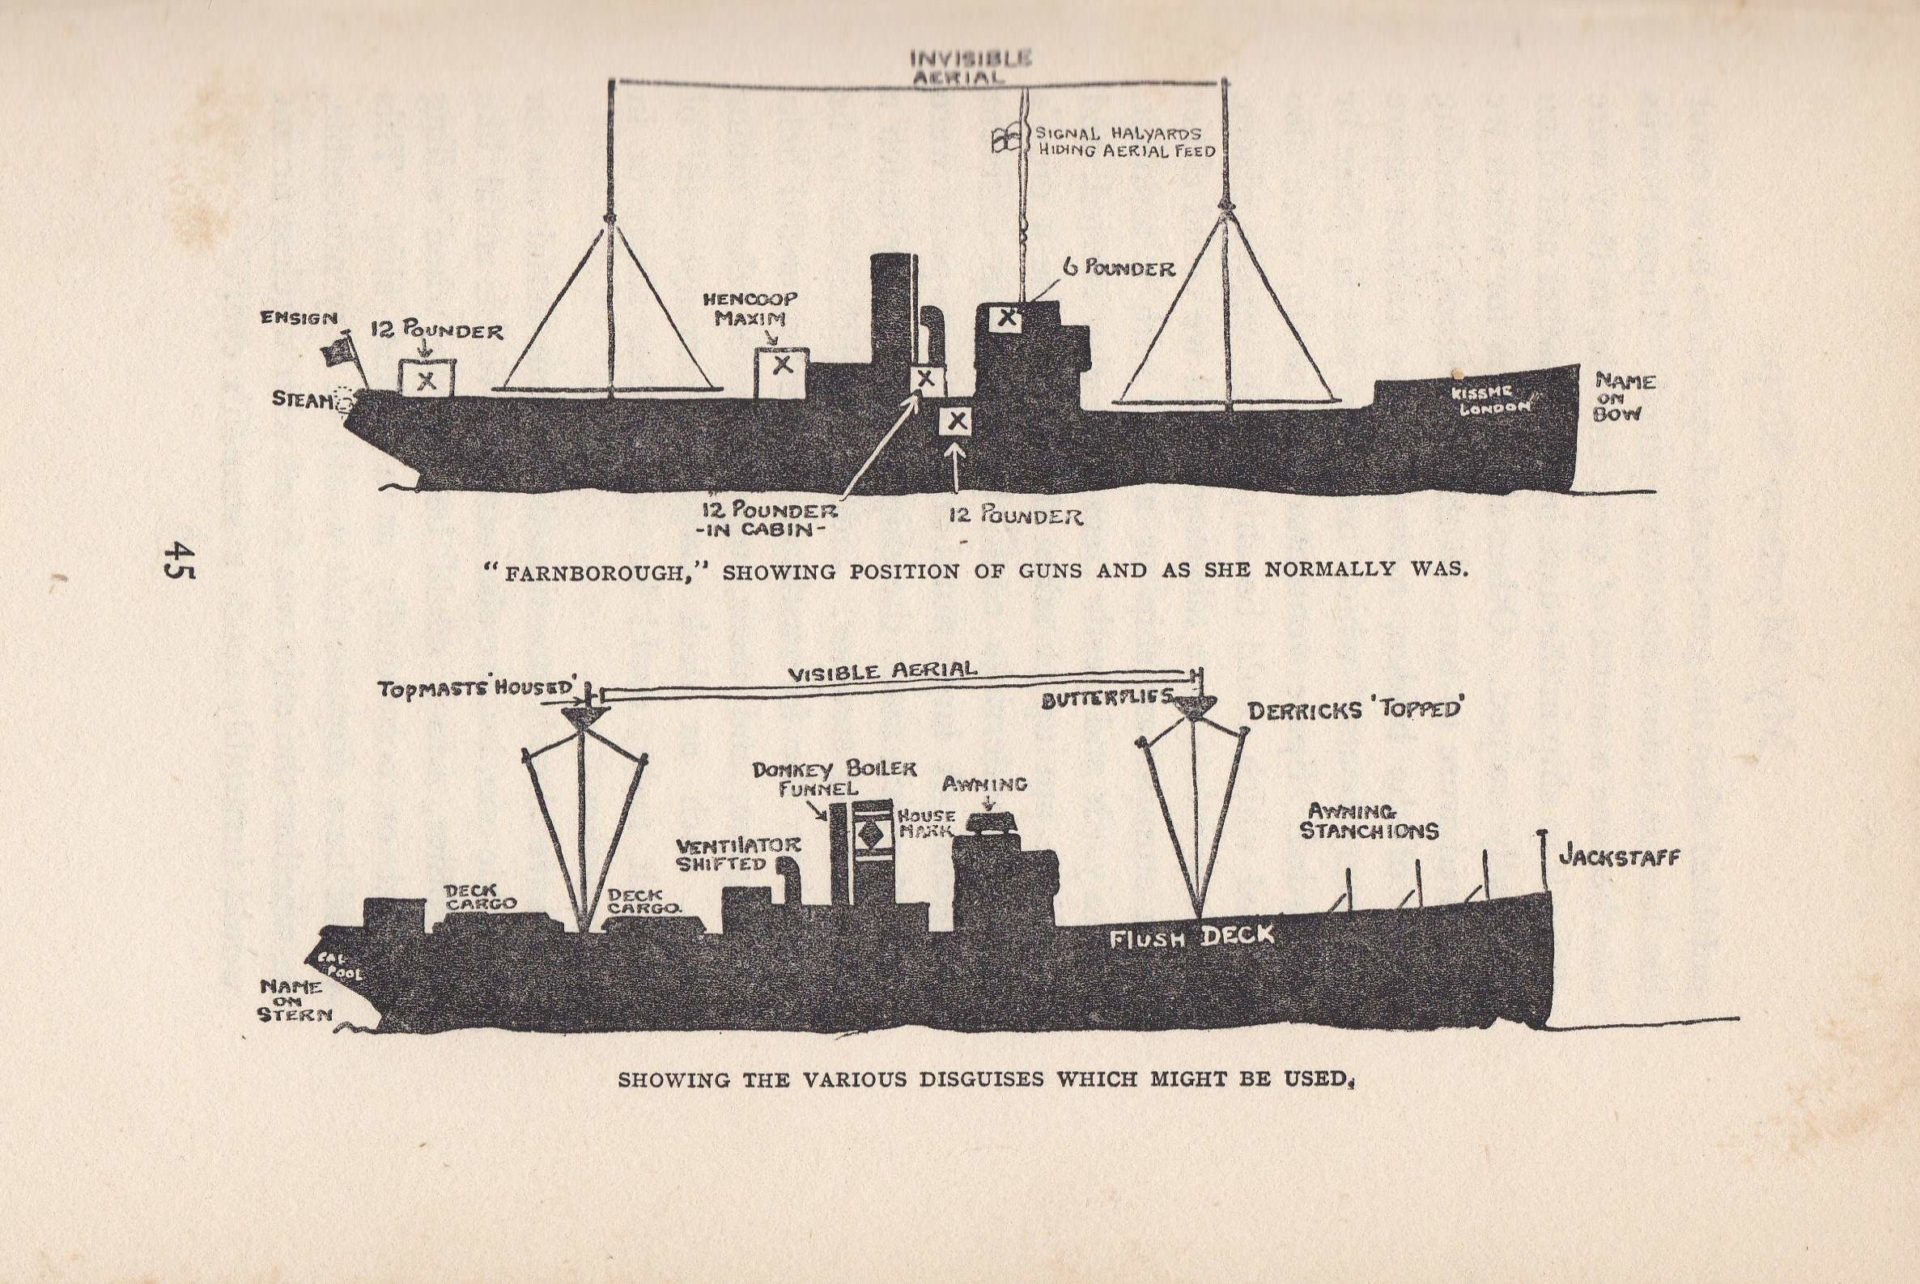 INVISIBLE
AERIAL
SIGNAL HALYARDS
HIDING AERIAL FEED
6 POUNDER
HENCOOP
MAXIM
ENSIGN
12 POUNDER
STEAM
X
X
X
X
X
KISSME
LONDON
NAME
ON
BOW
12 POUNDER
-IN CABIN-
12 POUNDER
"FARNBOROUGH," SHOWING POSITION OF GUNS AND AS SHE NORMALLY WAS.
45
VISIBLE AERIAL
TOPMASTS 'HOUSED'
BUTTERFLIES
DERRICKS 'TOPPED'
DONKEY BOILER
FUNNEL
AWNING
HOUSE
MARK
AWNING
STANCHIONS
VENTILATOR
SHIFTED
JACKSTAFF
DECK
CARGO
DECK
CARGO.
FLUSH DECK
CAL
POOL
NAME
ON
STERN
SHOWING THE VARIOUS DISGUISES WHICH MIGHT BE USED.